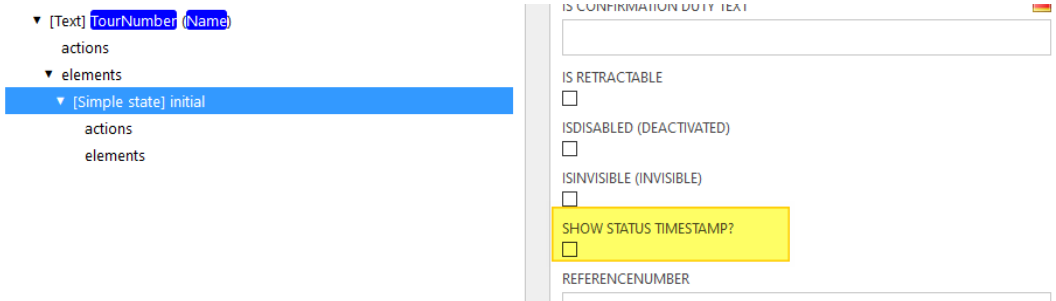 [Text] TourNumber (Name)
actions
elements
[Simple state] initial
actions
elements
IS CONFIRMATION DUTY TEXT
IS RETRACTABLE
ISDISABLED (DEACTIVATED)
ISINVISIBLE (INVISIBLE)
SHOW STATUS TIMESTAMP?
REFERENCENUMBER